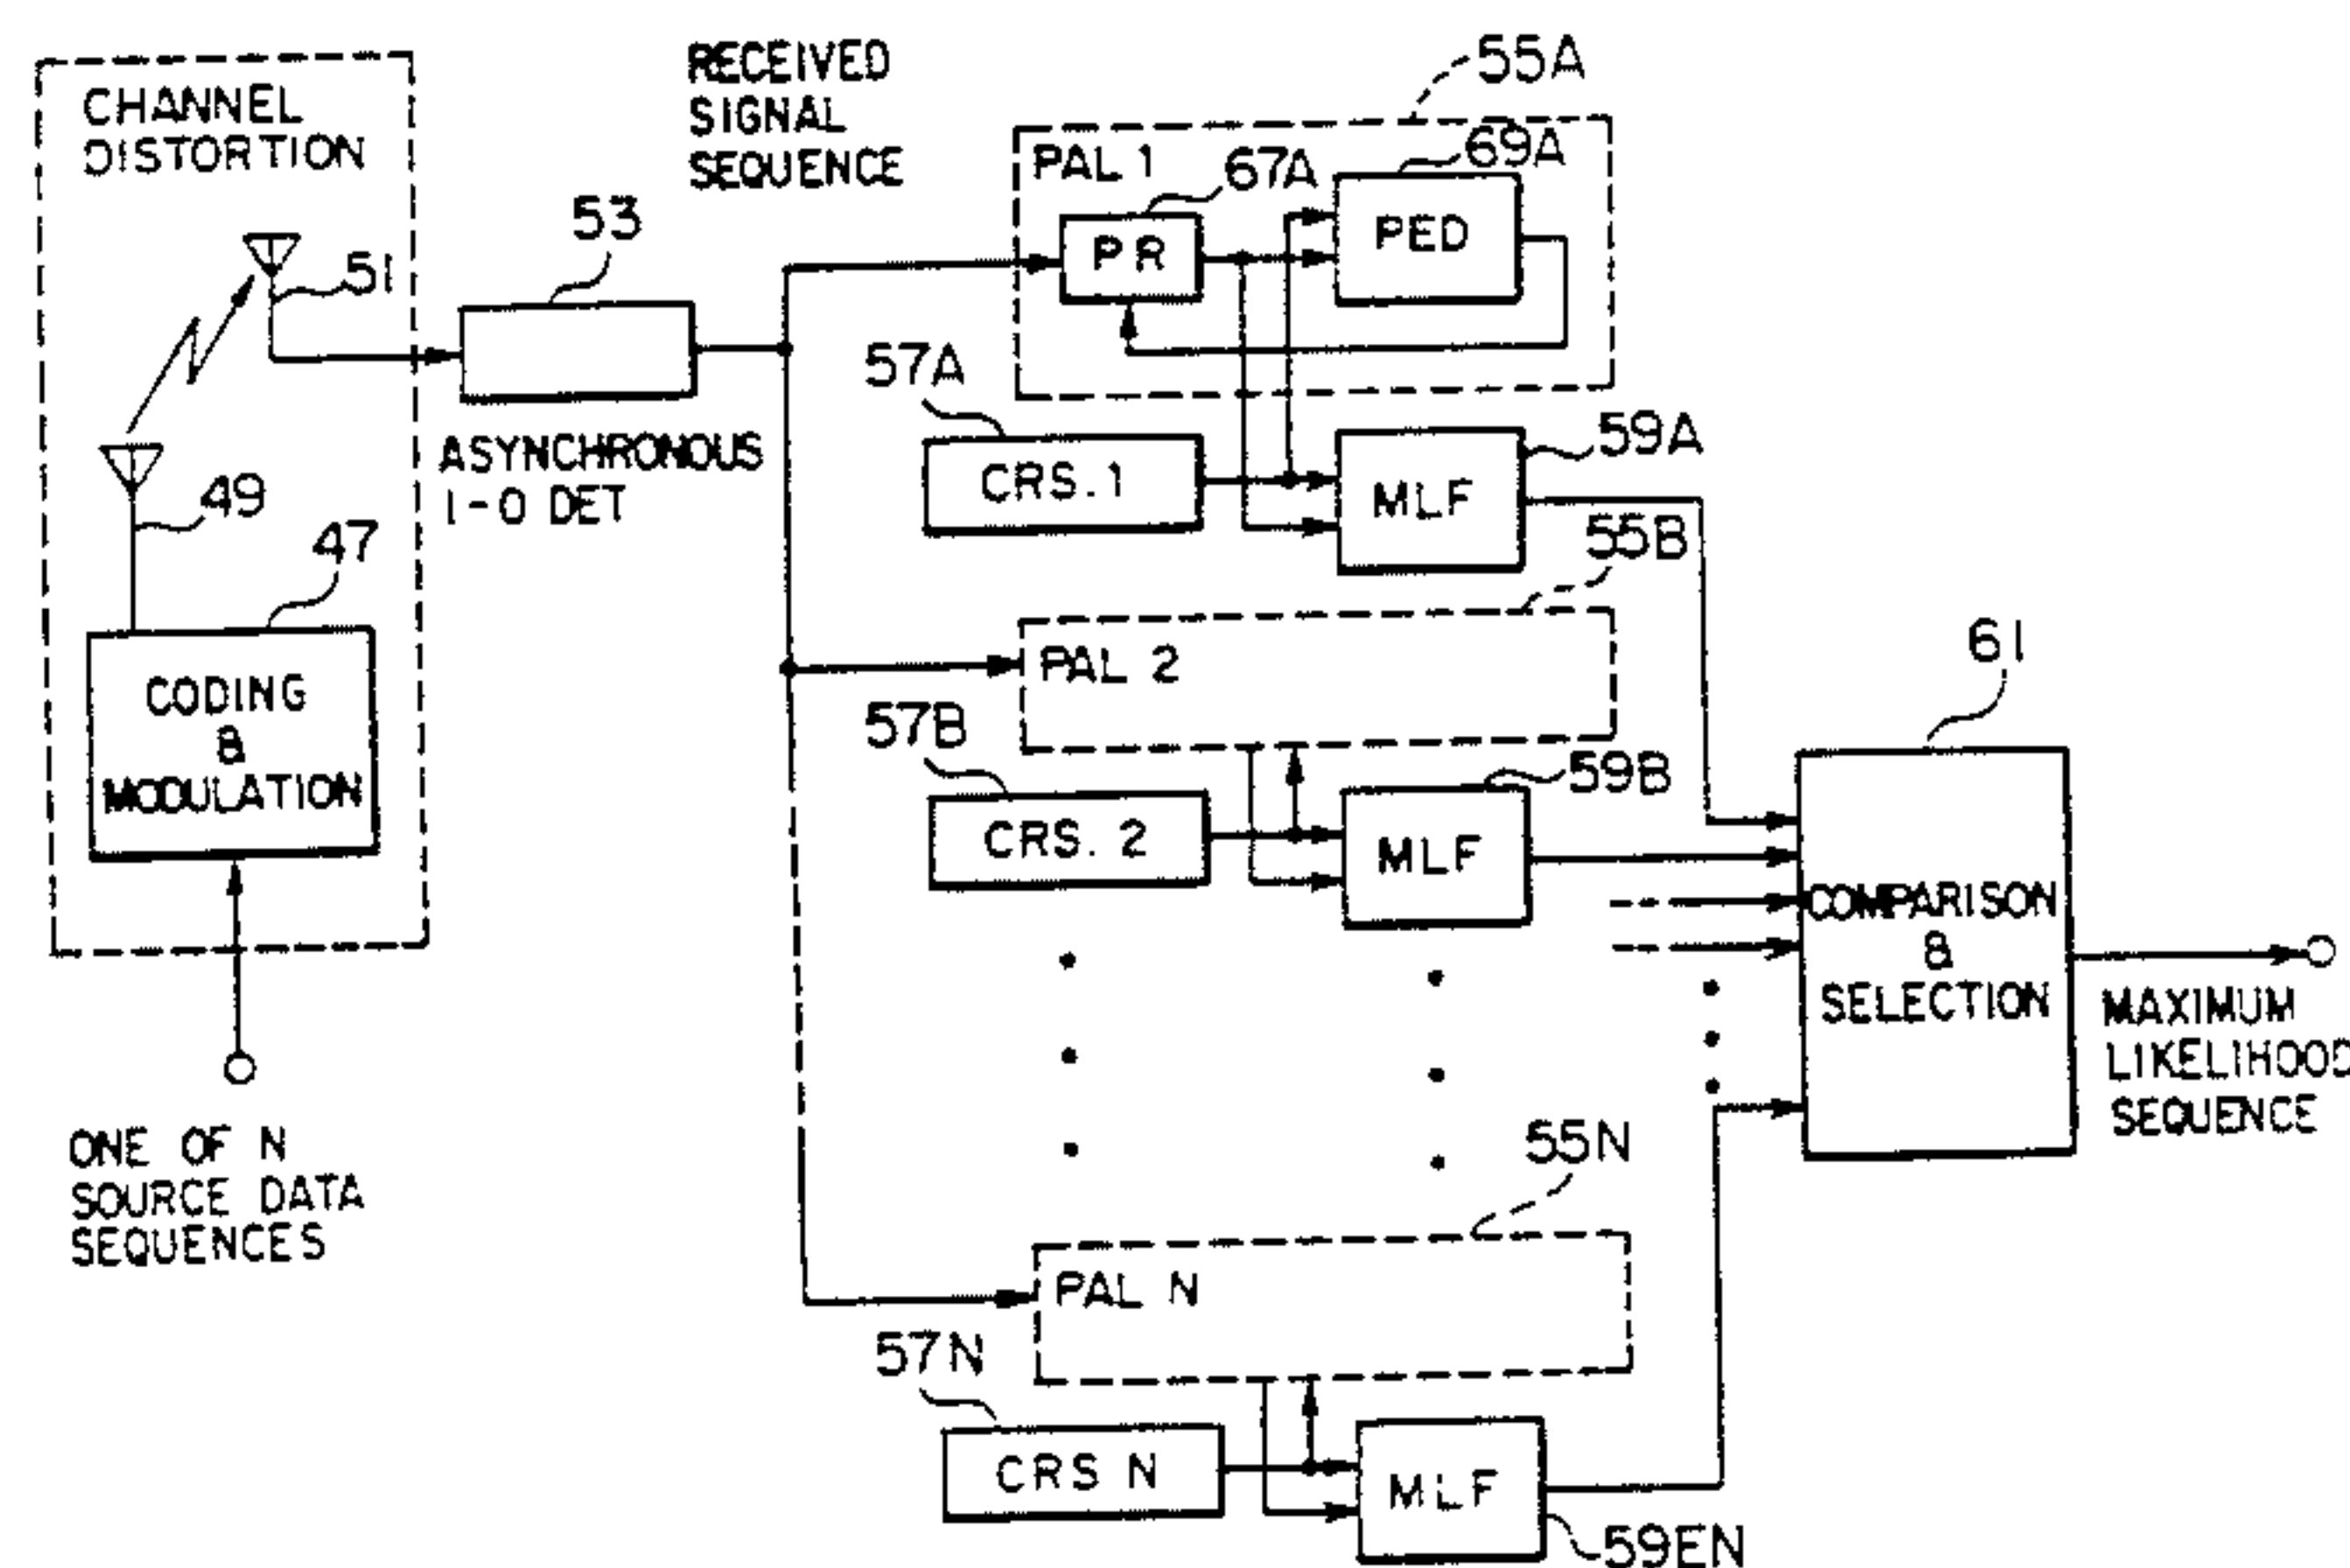 CHANNEL
DISTORTION
51
49
47
CODING
&
MODULATION
ONE OF N
SOURCE DATA
SEQUENCES
53
ASYNCHRONOUS
1-0 DET
RECEIVED
SIGNAL
SEQUENCE
55A
PAL 1
67A
69A
PR
PED
57A
CRS. 1
59A
MLF
55B
PAL 2
57B
CRS. 2
59B
MLF
55N
PAL N
57N
CRS N
MLF
59EN
61
COMPARISON
&
SELECTION
MAXIMUM
LIKELIHOOD
SEQUENCE